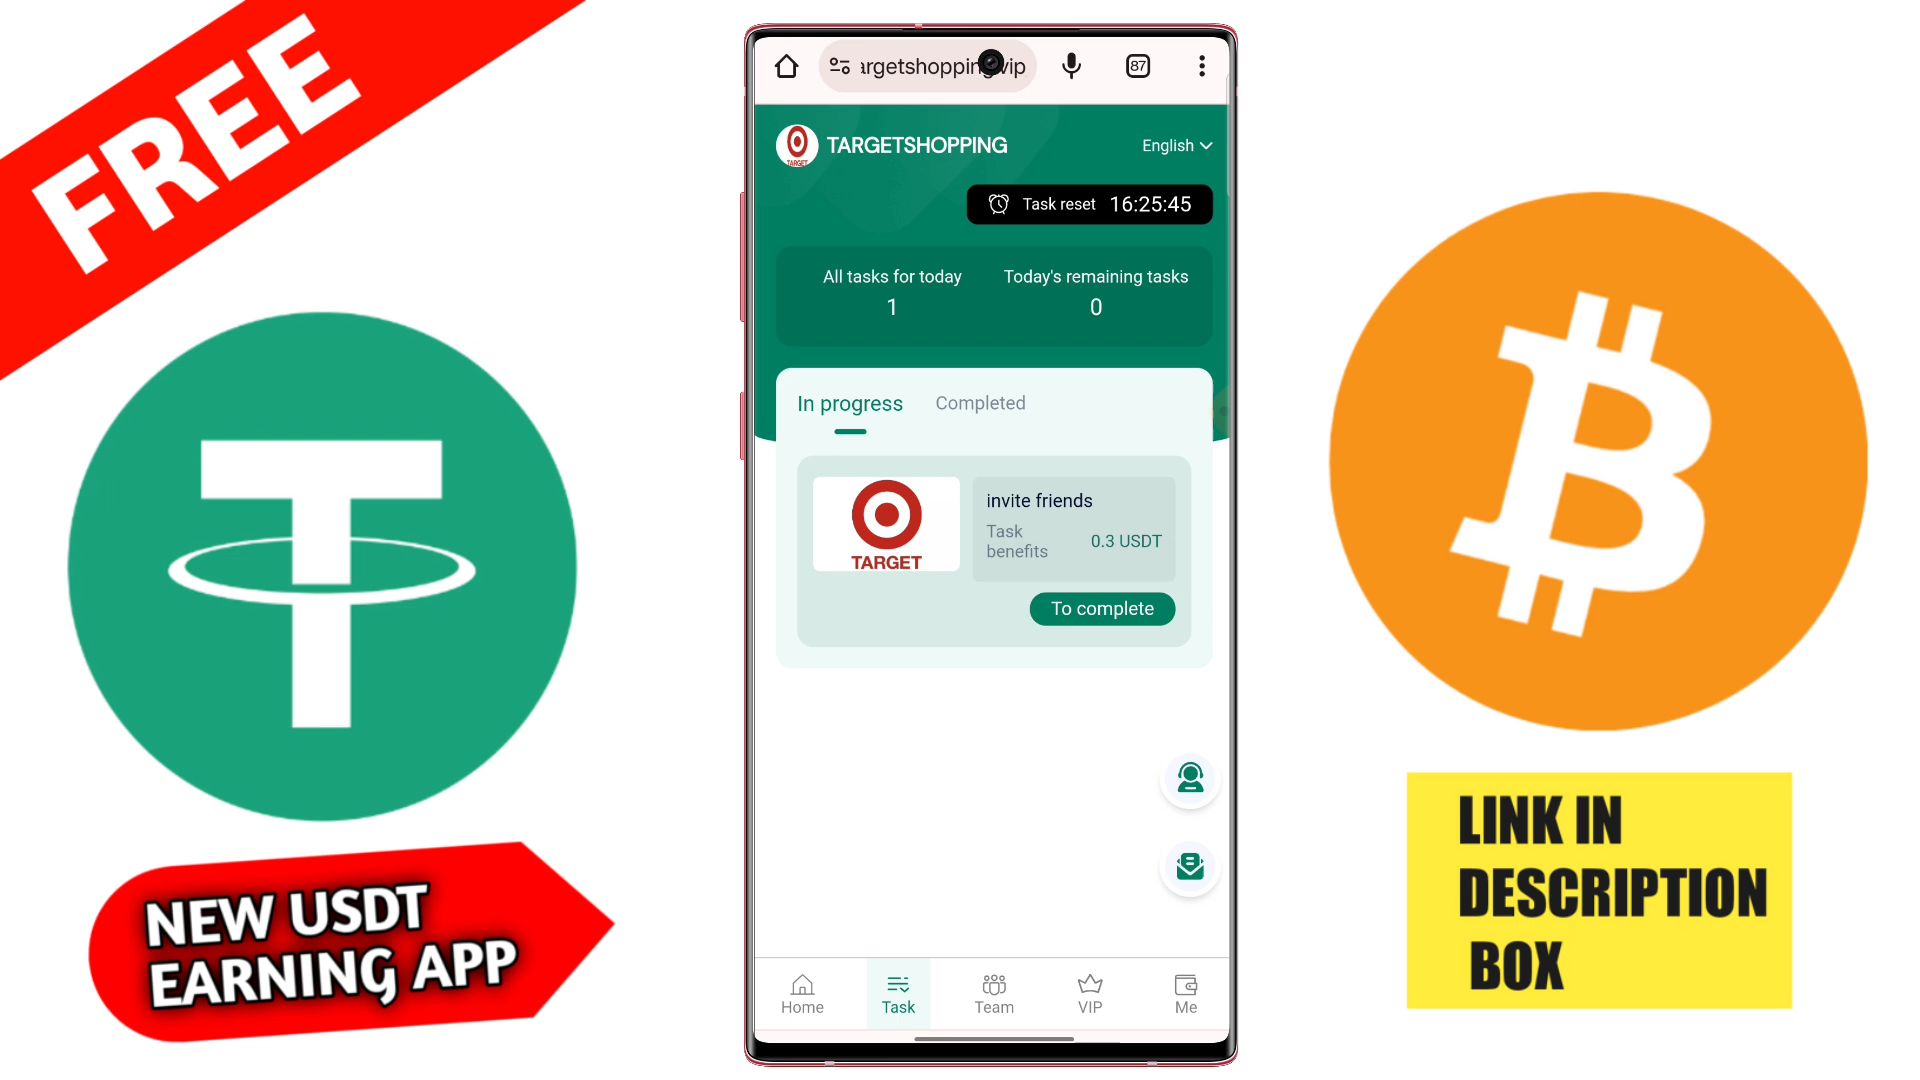 FREE
NEW USDT
EARNING APP
argetshopping.vip
87
TARGET
TARGETSHOPPING
English
Task reset 16:25:45
All tasks for today
1
Today's remaining tasks
0
In progress
Completed
TARGET
invite friends
Task
benefits
0.3 USDT
To complete
Home
Task
Team
VIP
Me
LINK IN
DESCRIPTION
BOX